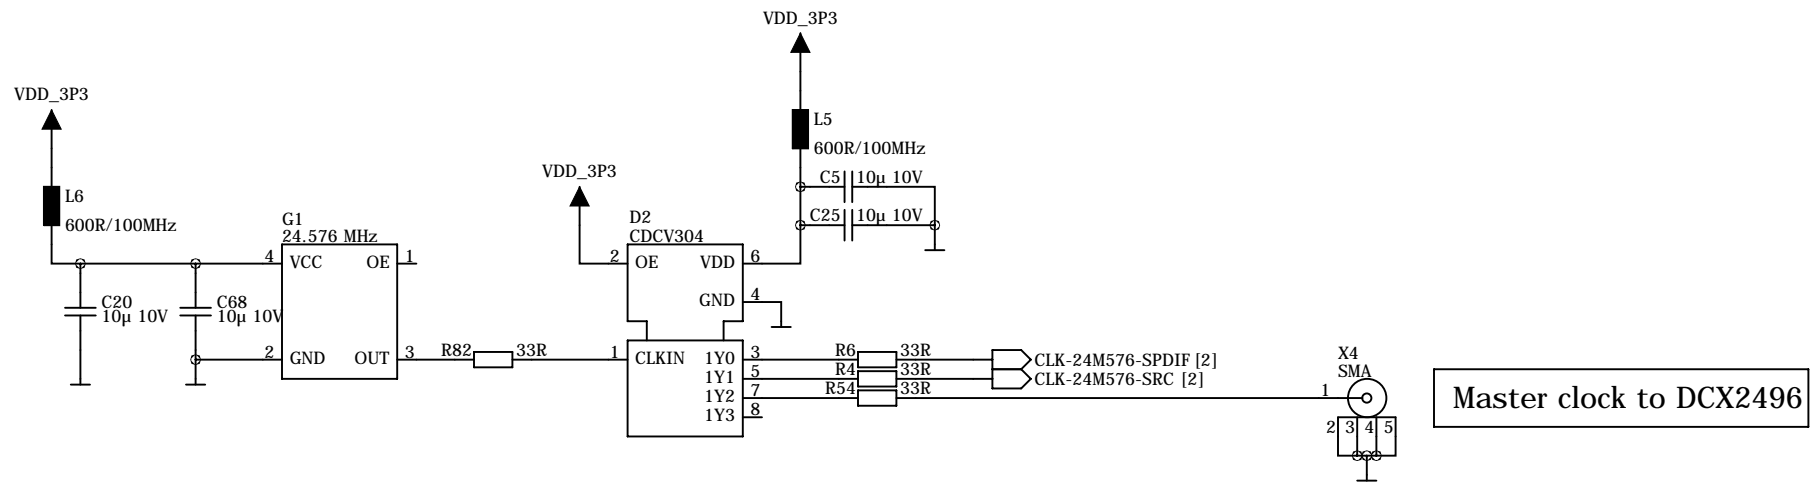 VDD_3P3
VDD_3P3
L5
600R/100MHz
VDD_3P3
C5 10µ 10V
L6
600R/100MHz
C25 10µ 10V
G1
24.576 MHz
D2
CDCV304
4 VCC OE 1
2 OE VDD 6
C20
10µ 10V
C68
10µ 10V
GND 4
2 GND OUT 3
R82 33R
1 CLKIN 1Y0 3
R6 33R
CLK-24M576-SPDIF [2]
1Y1 5
R4 33R
CLK-24M576-SRC [2]
1Y2 7
R54 33R
1Y3 8
X4
SMA
1
2 3 4 5
Master clock to DCX2496